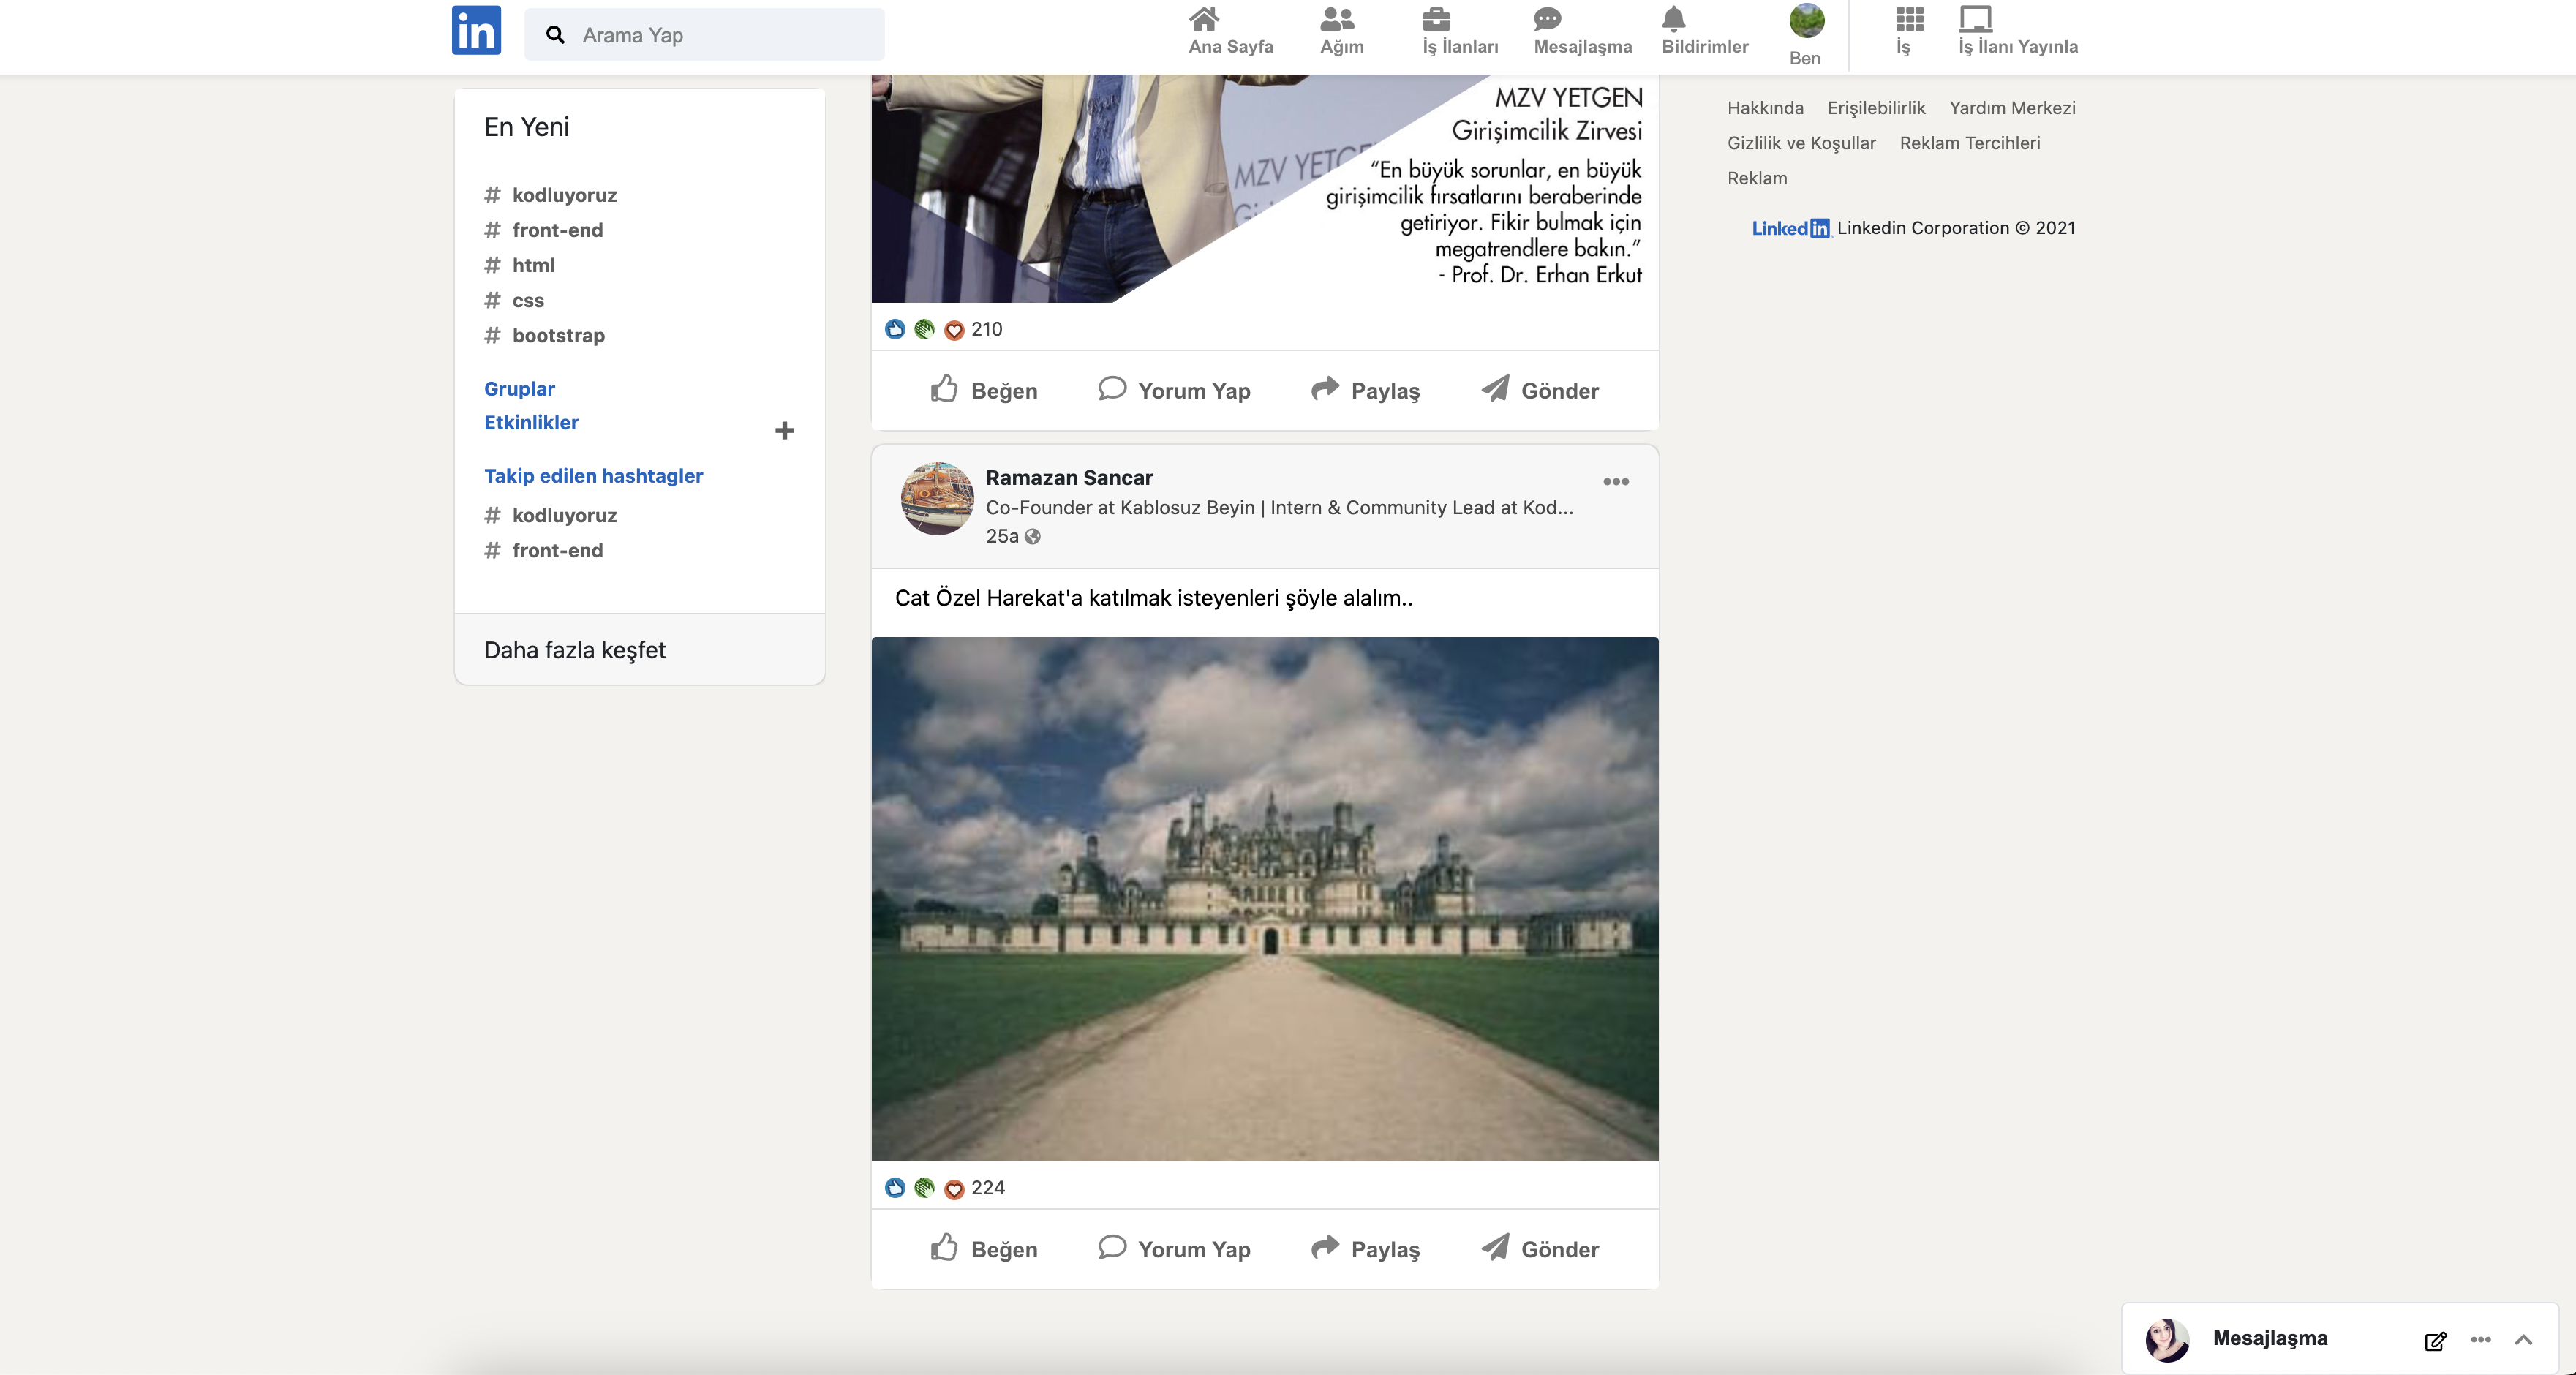 in
Arama Yap
Ana Sayfa
Ağım
İş İlanları
Mesajlaşma
Bildirimler
Ben
İş
İş İlanı Yayınla
En Yeni
# kodluyoruz
# front-end
# html
# css
# bootstrap
Gruplar
Etkinlikler
Takip edilen hashtagler
# kodluyoruz
# front-end
Daha fazla keşfet
MZV YETGEN
Girişimcilik Zirvesi
MZV YETGE
“En büyük sorunlar, en büyük
girişimcilik fırsatlarını beraberinde
getiriyor. Fikir bulmak için
megatrendlere bakın.”
- Prof. Dr. Erhan Erkut
210
Beğen Yorum Yap Paylaş Gönder
Ramazan Sancar
Co-Founder at Kablosuz Beyin | Intern & Community Lead at Kod...
25a
Cat Özel Harekat'a katılmak isteyenleri şöyle alalım..
224
Beğen Yorum Yap Paylaş Gönder
Hakkında Erişilebilirlik Yardım Merkezi
Gizlilik ve Koşullar Reklam Tercihleri
Reklam
Linkedin Linkedin Corporation © 2021
Mesajlaşma